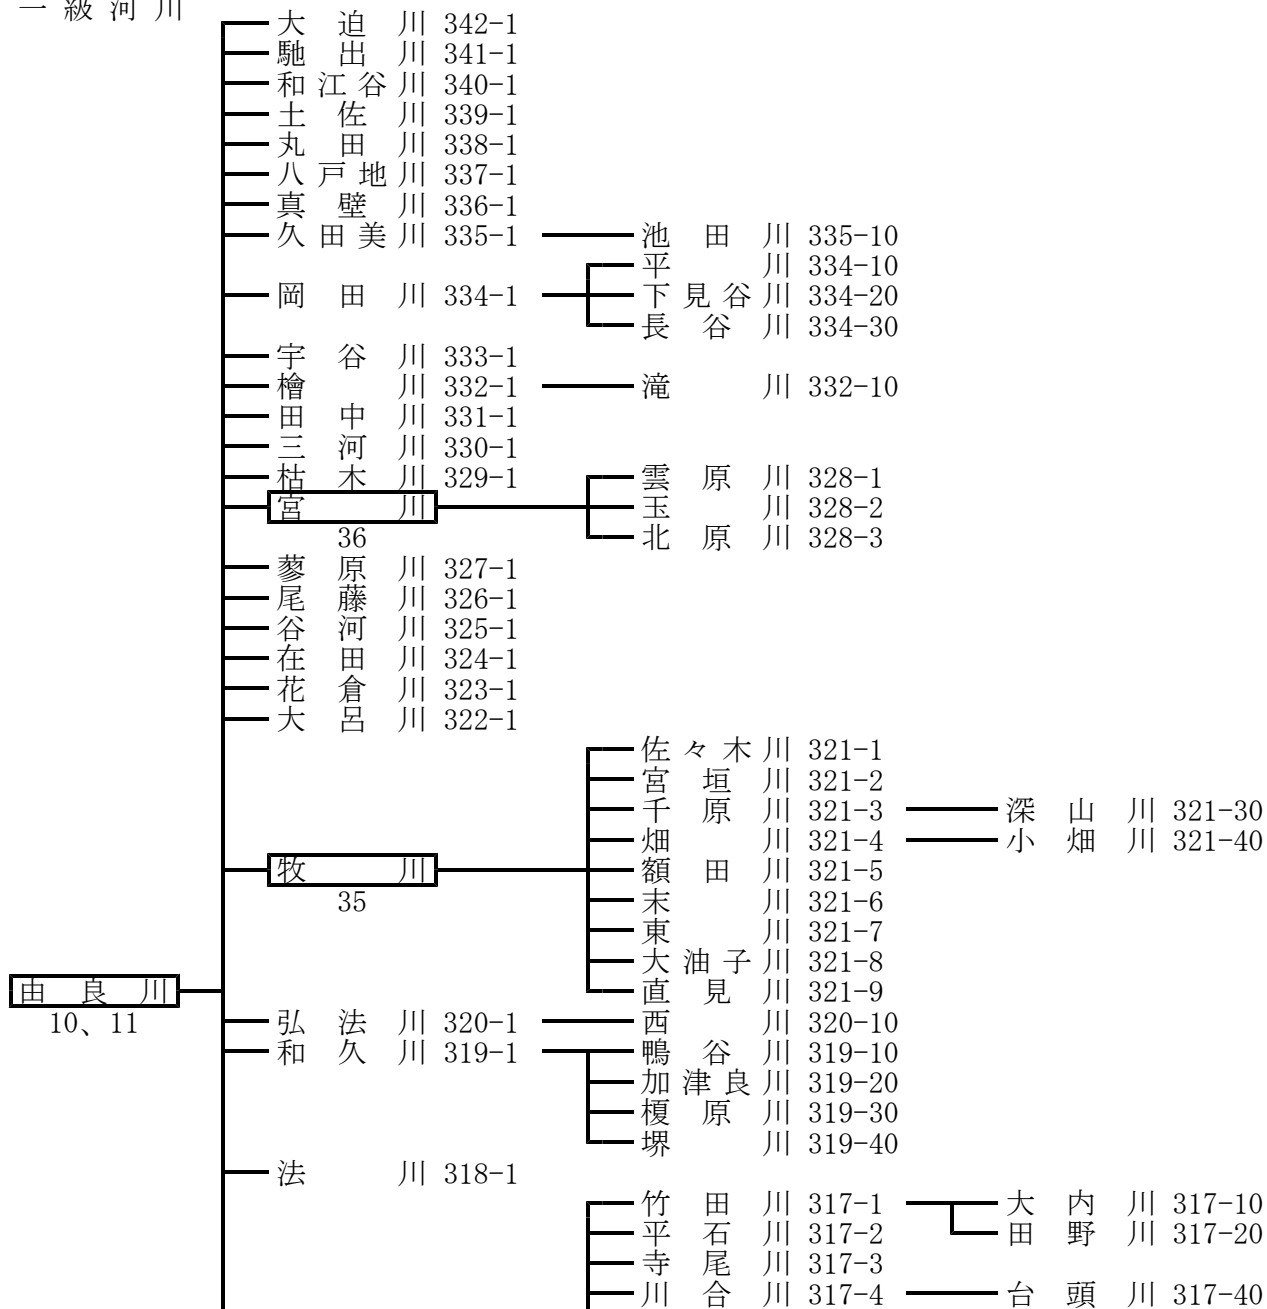 一級河川
大迫川 342-1
馳出川 341-1
和江谷川 340-1
土佐川 339-1
丸田川 338-1
八戸地川 337-1
真壁川 336-1
久田美川 335-1 池田川 335-10
平川 334-10
岡田川 334-1 下見谷川 334-20
長谷川 334-30
宇谷川 333-1
檜川 332-1 滝川 332-10
田中川 331-1
三河川 330-1
枯木川 329-1 雲原川 328-1
宮川 玉川 328-2
36 北原川 328-3
蓼原川 327-1
尾藤川 326-1
谷河川 325-1
在田川 324-1
花倉川 323-1
大呂川 322-1
佐々木川 321-1
宮垣川 321-2
千原川 321-3 深山川 321-30
畑川 321-4 小畑川 321-40
牧川 額田川 321-5
35 末川 321-6
東川 321-7
大油子川 321-8
由良川 直見川 321-9
10、11 弘法川 320-1 西川 320-10
和久川 319-1 鴨谷川 319-10
加津良川 319-20
榎原川 319-30
堺川 319-40
法川 318-1
竹田川 317-1 大内川 317-10
平石川 317-2 田野川 317-20
寺尾川 317-3
川合川 317-4 台頭川 317-40